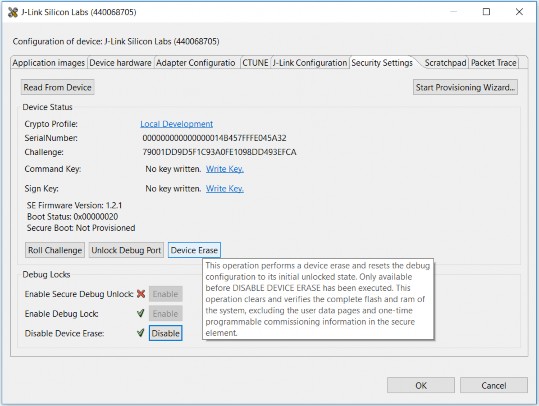 J-Link Silicon Labs (440068705)
Configuration of device: J-Link Silicon Labs (440068705)
Application images Device hardware Adapter Configuratio CTUNE J-Link Configuration Security Settings Scratchpad Packet Trace
Read From Device Start Provisioning Wizard...
Device Status
Crypto Profile: Local Development
SerialNumber: 00000000000000014B457FFFE045A32
Challenge: 79001DD9D5F1C93A0FE1098DD493EFCA
Command Key: No key written. Write Key.
Sign Key: No key written. Write Key.
SE Firmware Version: 1.2.1
Boot Status: 0x00000020
Secure Boot: Not Provisioned
Roll Challenge Unlock Debug Port Device Erase
This operation performs a device erase and resets the debug
configuration to its initial unlocked state. Only available
before DISABLE DEVICE ERASE has been executed. This
operation clears and verifies the complete flash and ram of
the system, excluding the user data pages and one-time
programmable commissioning information in the secure
element.
Debug Locks
Enable Secure Debug Unlock: Enable
Enable Debug Lock: Enable
Disable Device Erase: Disable
OK Cancel